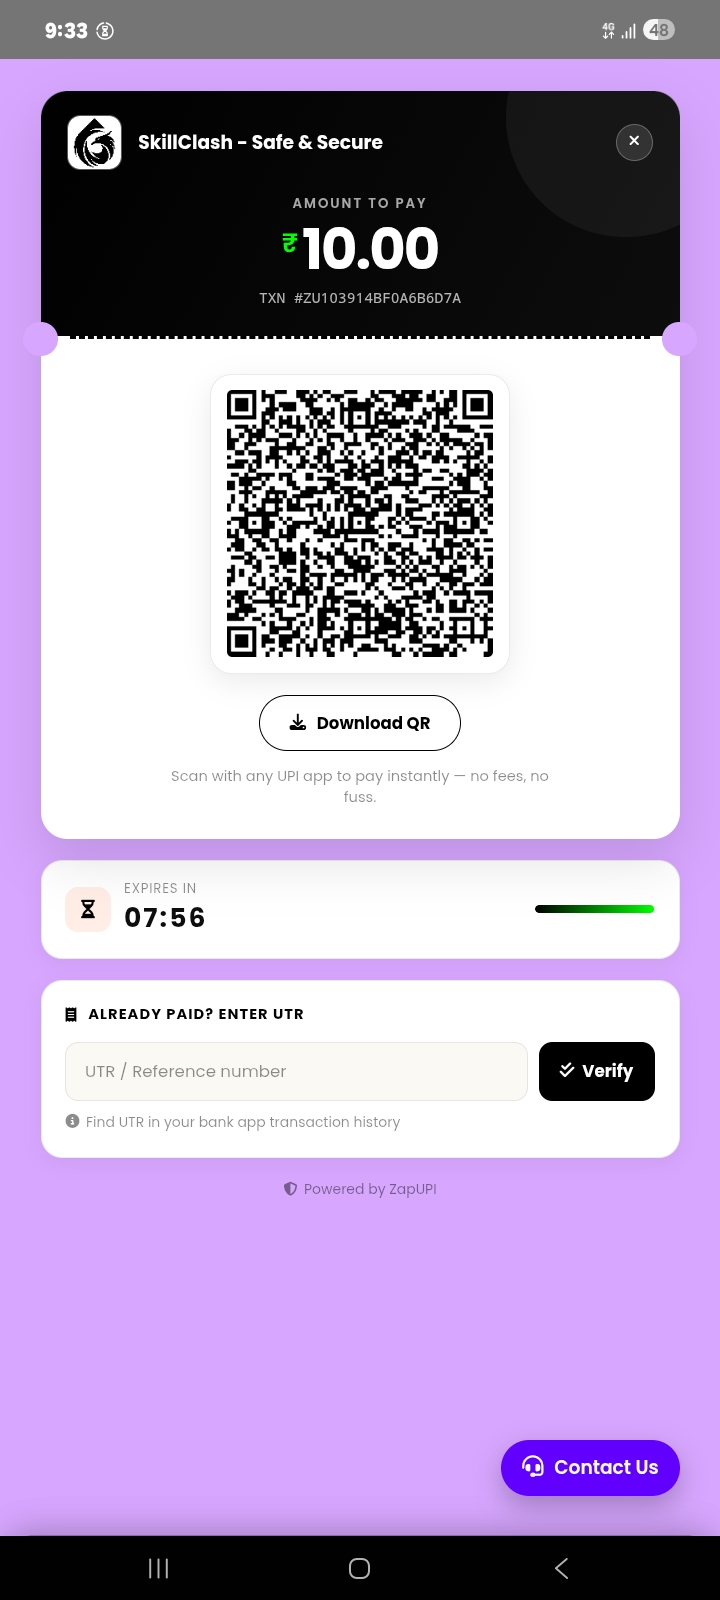 9:33
4G
48
SkillClash - Safe & Secure
AMOUNT TO PAY
₹10.00
TXN #ZU103914BF0A6B6D7A
Download QR
Scan with any UPI app to pay instantly — no fees, no
fuss.
EXPIRES IN
07:56
ALREADY PAID? ENTER UTR
UTR / Reference number
Verify
Find UTR in your bank app transaction history
Powered by ZapUPI
Contact Us